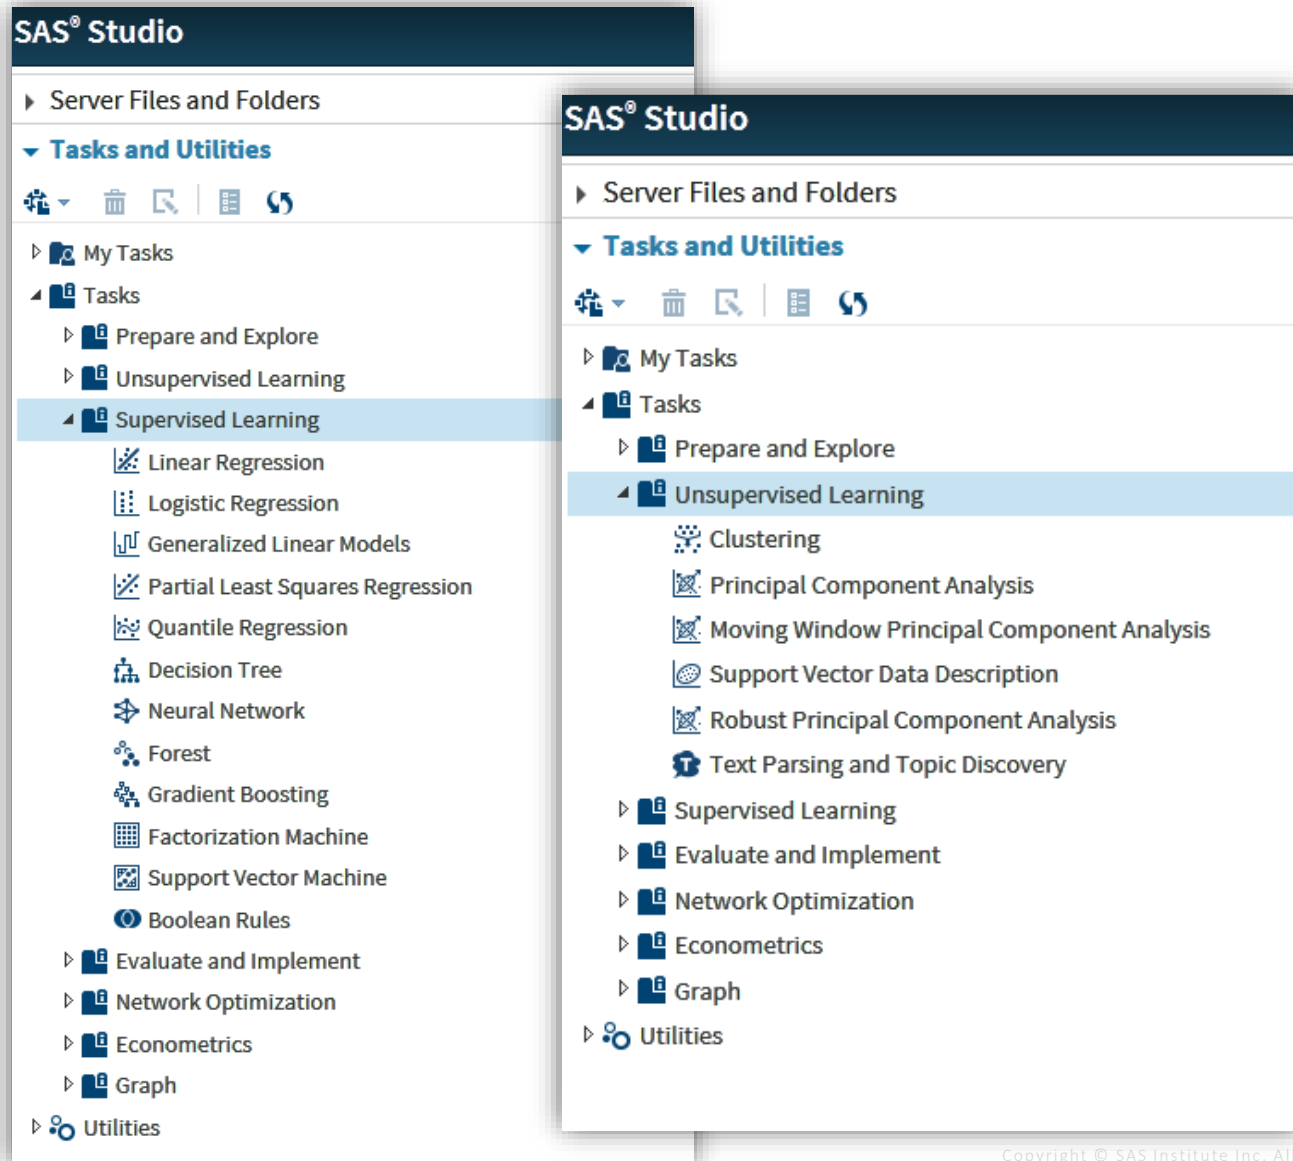 SAS® Studio
Server Files and Folders
Tasks and Utilities
My Tasks
Tasks
Prepare and Explore
Unsupervised Learning
Supervised Learning
Linear Regression
Logistic Regression
Generalized Linear Models
Partial Least Squares Regression
Quantile Regression
Decision Tree
Neural Network
Forest
Gradient Boosting
Factorization Machine
Support Vector Machine
Boolean Rules
Evaluate and Implement
Network Optimization
Econometrics
Graph
Utilities
SAS® Studio
Server Files and Folders
Tasks and Utilities
My Tasks
Tasks
Prepare and Explore
Unsupervised Learning
Clustering
Principal Component Analysis
Moving Window Principal Component Analysis
Support Vector Data Description
Robust Principal Component Analysis
Text Parsing and Topic Discovery
Supervised Learning
Evaluate and Implement
Network Optimization
Econometrics
Graph
Utilities
Copyright © SAS Institute Inc. Al